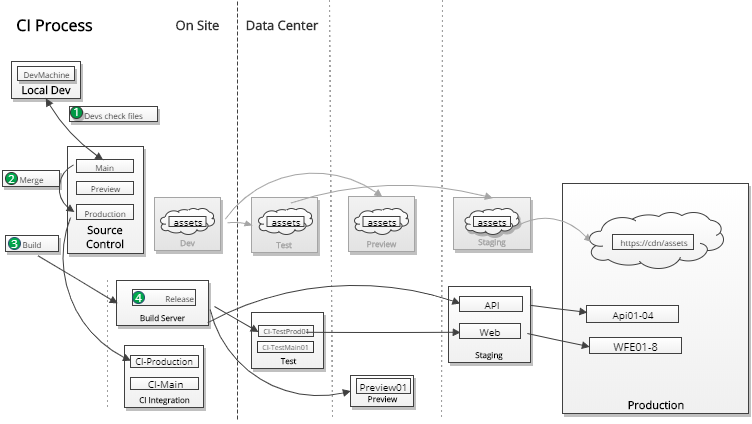 CI Process
On Site
Data Center
DevMachine
Local Dev
1 Devs check files
2 Merge
Main
Preview
Production
Source
Control
3 Build
assets
Dev
assets
Test
assets
Preview
assets
Staging
https://cdn/assets
4 Release
Build Server
CI-Production
CI-Main
CI Integration
CI-TestProd01
CI-TestMain01
Test
Preview01
Preview
API
Web
Staging
Api01-04
WFE01-8
Production